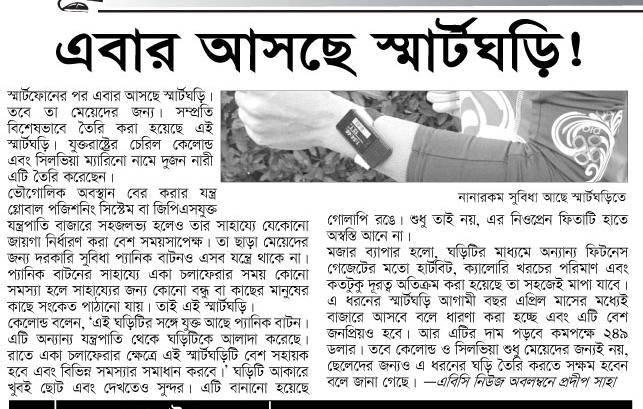 এবার আসছে স্মার্টঘড়ি!
স্মার্টফোনের পর এবার আসছে স্মার্টঘড়ি।
তবে তা মেয়েদের জন্য। সম্প্রতি
বিশেষভাবে তৈরি করা হয়েছে এই
স্মার্টঘড়ি। যুক্তরাষ্ট্রের চেরিল কেলোন্ড
এবং সিলভিয়া ম্যারিনো নামে দুজন নারী
এটি তৈরি করেছেন।
ভৌগোলিক অবস্থান বের করার যন্ত্র
গ্লোবাল পজিশনিং সিস্টেম বা জিপিএসযুক্ত
যন্ত্রপাতি বাজারে সহজলভ্য হলেও তার সাহায্যে যেকোনো
জায়গা নির্ধারণ করা বেশ সময়সাপেক্ষ। তা ছাড়া মেয়েদের
জন্য দরকারি সুবিধা প্যানিক বাটনও এসব যন্ত্রে থাকে না।
প্যানিক বাটনের সাহায্যে একা চলাফেরার সময় কোনো
সমস্যা হলে সাহায্যের জন্য কোনো বন্ধু বা কাছের মানুষের
কাছে সংকেত পাঠানো যায়। তাই এই স্মার্টঘড়ি।
কেলোন্ড বলেন, ‘এই ঘড়িটির সঙ্গে যুক্ত আছে প্যানিক বাটন।
এটি অন্যান্য যন্ত্রপাতি থেকে ঘড়িটিকে আলাদা করেছে।
রাতে একা চলাফেরার ক্ষেত্রে এই স্মার্টঘড়িটি বেশ সহায়ক
হবে এবং বিভিন্ন সমস্যার সমাধান করবে।’ ঘড়িটি আকারে
খুবই ছোট এবং দেখতেও সুন্দর। এটি বানানো হয়েছে
নানারকম সুবিধা আছে স্মার্টঘড়িতে
গোলাপি রঙে। শুধু তাই নয়, এর নিওপ্রেন ফিতাটি হাতে
অস্বস্তি আনে না।
মজার ব্যাপার হলো, ঘড়িটির মাধ্যমে অন্যান্য ফিটনেস
গেজেটের মতো হার্টবিট, ক্যালোরি খরচের পরিমাণ এবং
কতটুকু দূরত্ব অতিক্রম করা হয়েছে তা সহজেই মাপা যাবে।
এ ধরনের স্মার্টঘড়ি আগামী বছর এপ্রিল মাসের মধ্যেই
বাজারে আসবে বলে ধারণা করা হচ্ছে এবং এটি বেশ
জনপ্রিয়ও হবে। আর এটির দাম পড়বে কমপক্ষে ২৪৯
ডলার। তবে কেলোন্ড ও সিলভিয়া শুধু মেয়েদের জন্যই নয়,
ছেলেদের জন্যও এ ধরনের ঘড়ি তৈরি করতে সক্ষম হবেন
বলে জানা গেছে। —এবিসি নিউজ অবলম্বনে প্রদীপ সাহা